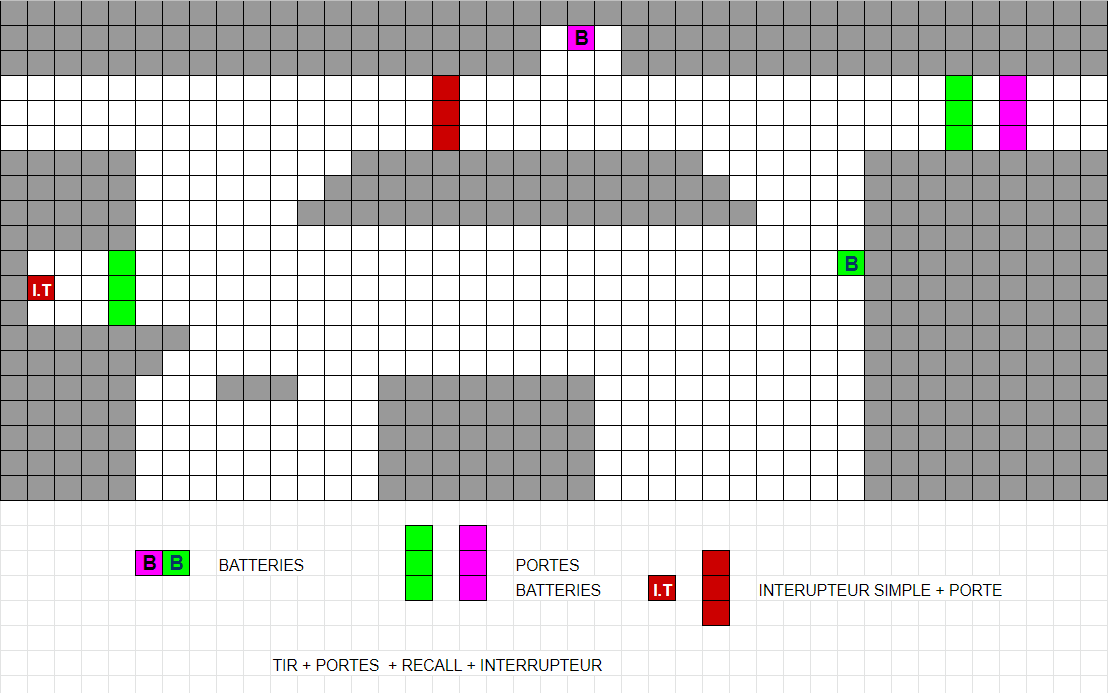 B
B
I.T
B B BATTERIES
PORTES
BATTERIES
I.T INTERUPTEUR SIMPLE + PORTE
TIR + PORTES + RECALL + INTERRUPTEUR